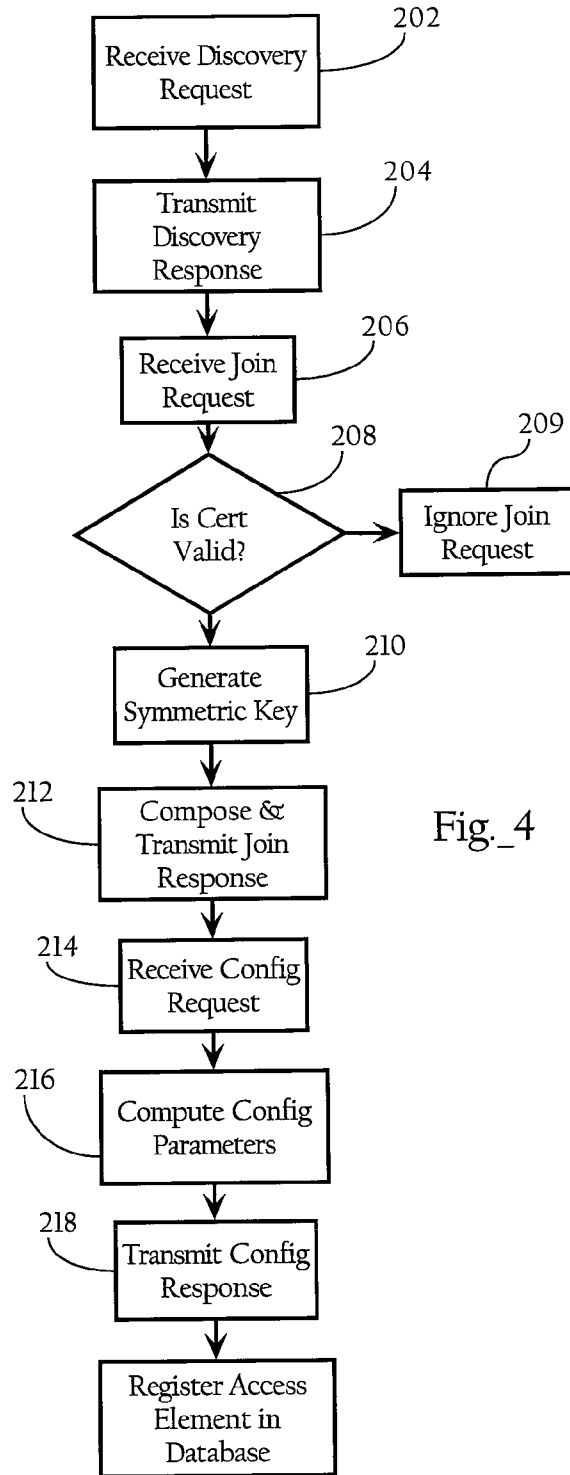 202
Receive Discovery
Request
204
Transmit
Discovery
Response
206
Receive Join
Request
208
209
Is Cert
Valid?
Ignore Join
Request
210
Generate
Symmetric Key
212
Compose &
Transmit Join
Response
Fig._4
214
Receive Config
Request
216
Compute Config
Parameters
218
Transmit Config
Response
Register Access
Element in
Database